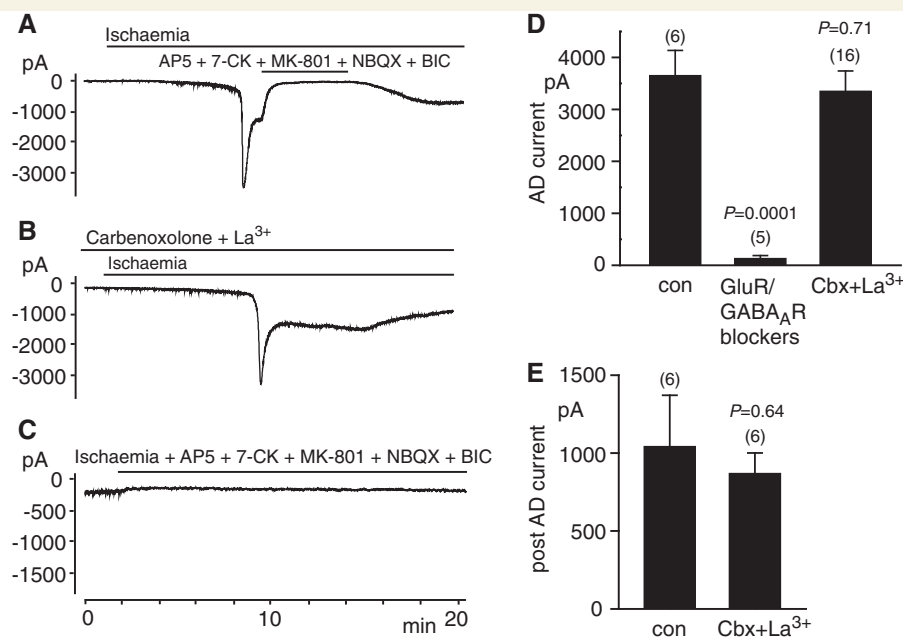 A
Ischaemia
pA
AP5 + 7-CK + MK-801 + NBQX + BIC
0
-1000
-2000
-3000
B
Carbenoxolone + La³⁺
pA
Ischaemia
0
-1000
-2000
-3000
C
Ischaemia + AP5 + 7-CK + MK-801 + NBQX + BIC
pA
0
-500
-1000
-1500
0 10 min 20
D
P=0.71
(6)
(16)
4000
pA
3000
AD current
2000
P=0.0001
1000
(5)
0
con
GluR/
GABA_AR
blockers
Cbx+La³⁺
E
1500
(6)
pA
P=0.64
(6)
1000
post AD current
500
0
con
Cbx+La³⁺